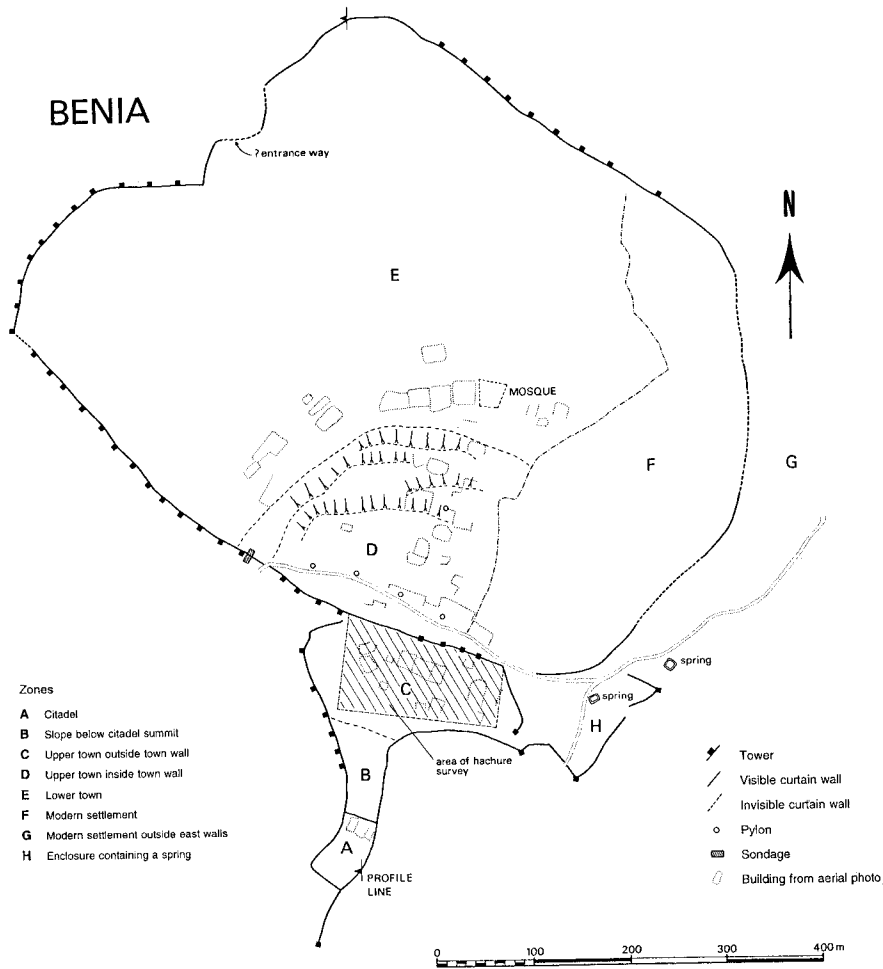 BENIA
? entrance way
N
E
MOSQUE
F
G
D
spring
spring
C
H
area of hachure
survey
B
A
PROFILE
LINE
Zones
A Citadel
B Slope below citadel summit
C Upper town outside town wall
D Upper town inside town wall
E Lower town
F Modern settlement
G Modern settlement outside east walls
H Enclosure containing a spring
Tower
Visible curtain wall
Invisible curtain wall
Pylon
Sondage
Building from aerial photo
0 100 200 300 400 m